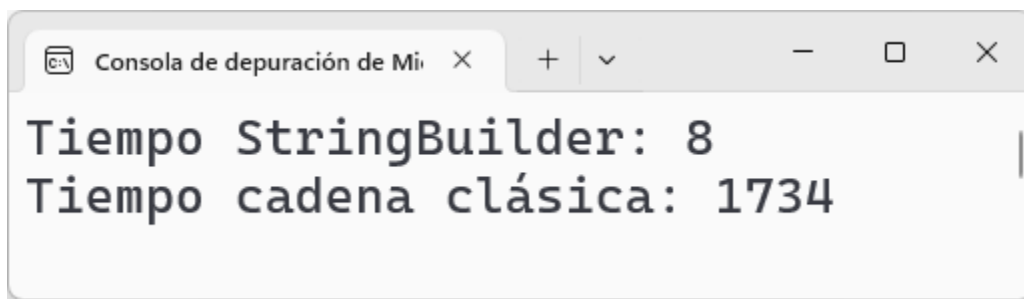 Consola de depuración de Mi
Tiempo StringBuilder: 8
Tiempo cadena clásica: 1734